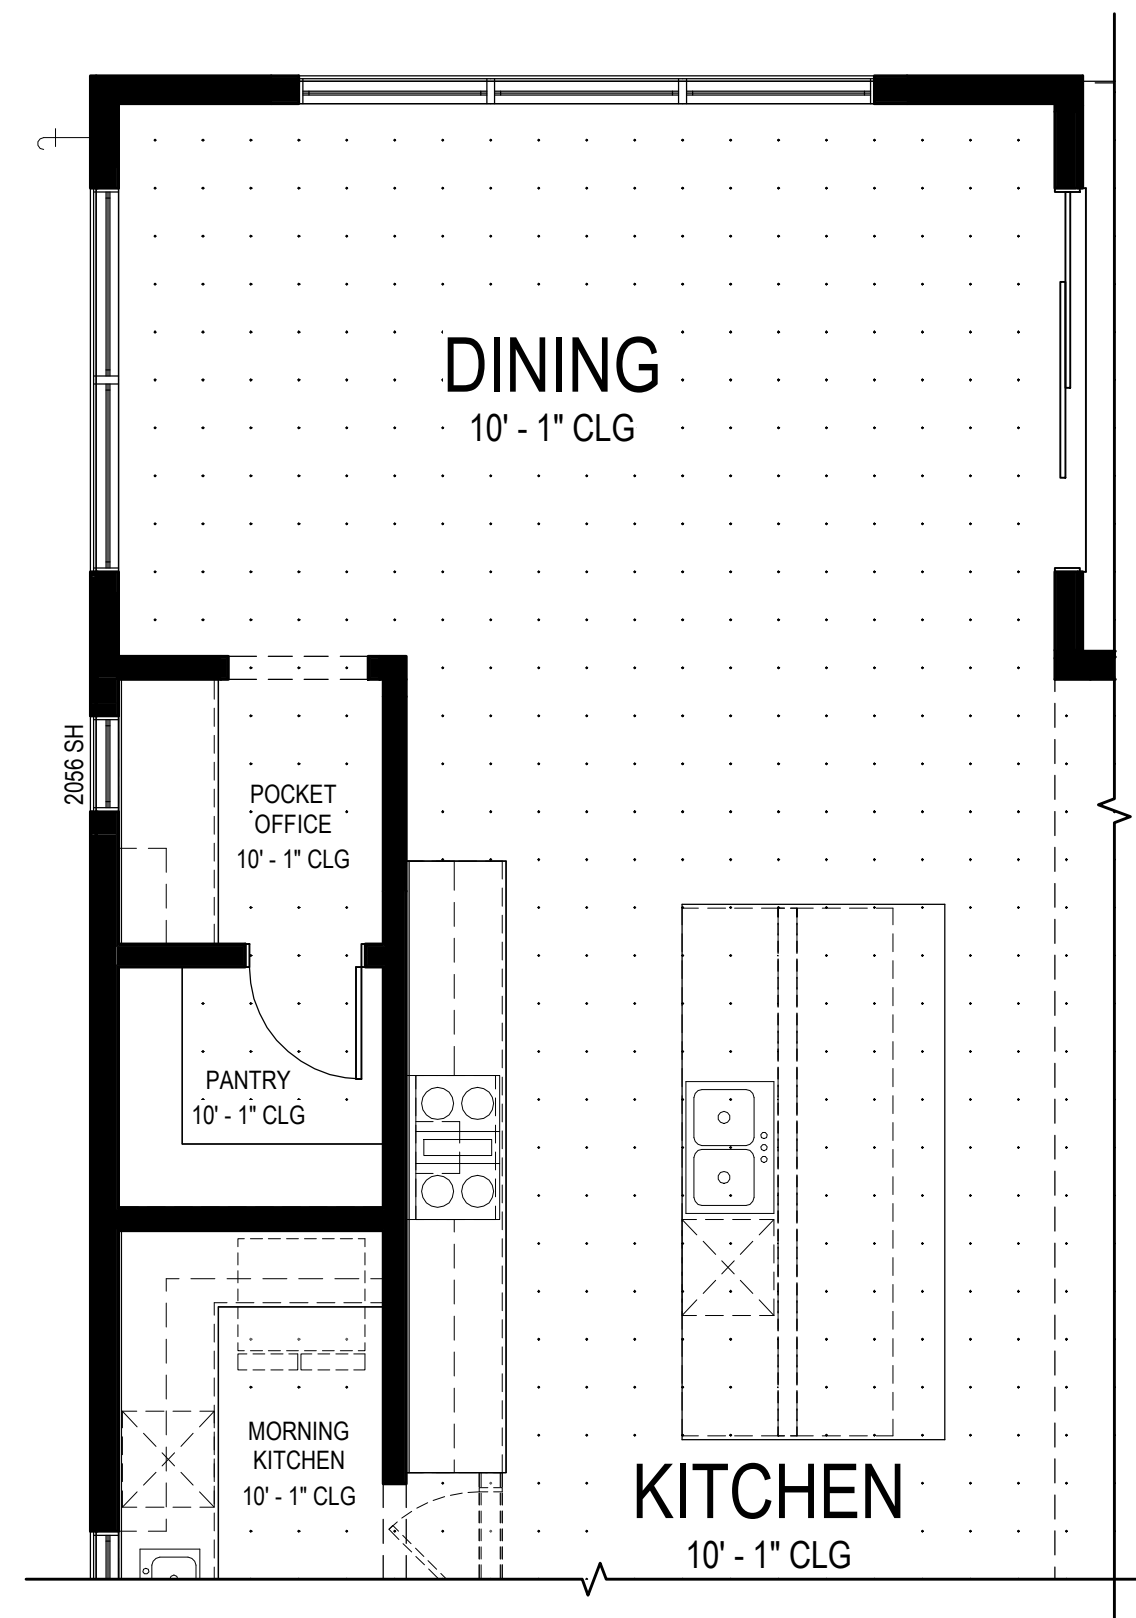 DINING
10' - 1" CLG
2056 SH
POCKET
OFFICE
10' - 1" CLG
PANTRY
10' - 1" CLG
MORNING
KITCHEN
10' - 1" CLG
KITCHEN
10' - 1" CLG